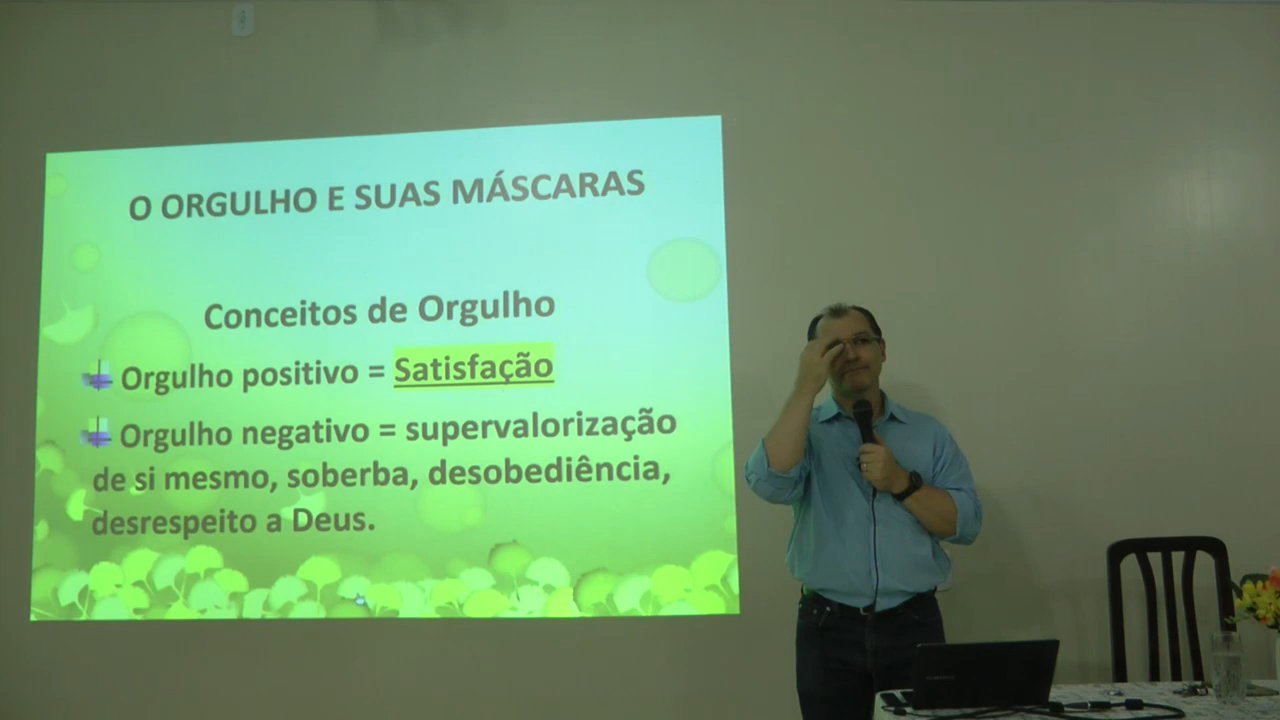 O ORGULHO E SUAS MÁSCARAS
Conceitos de Orgulho
Orgulho positivo = Satisfação
Orgulho negativo = supervalorização
de si mesmo, soberba, desobediência,
desrespeito a Deus.